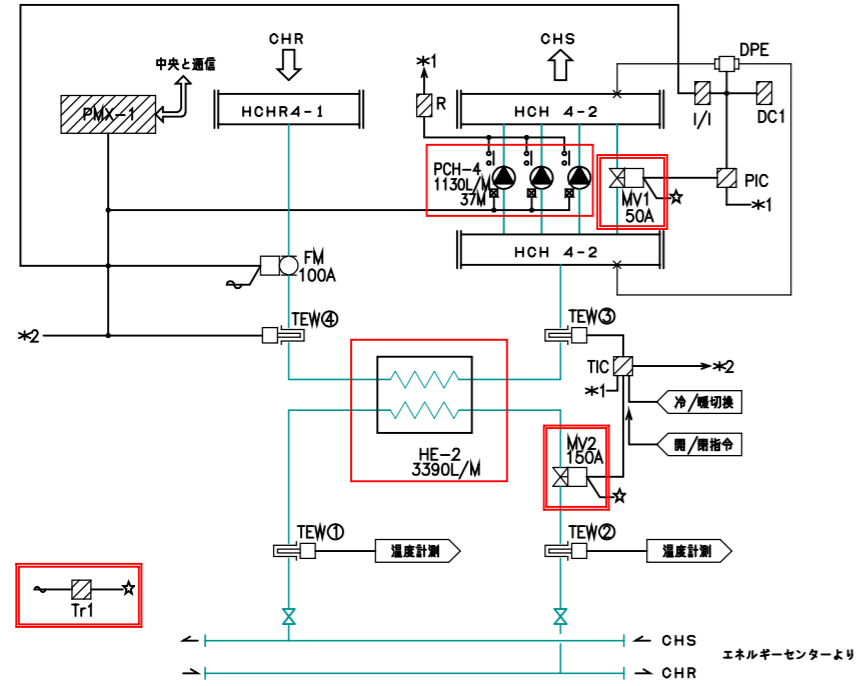 CHR
CHS
中央と通信
PMX-1
HCHR4-1
*1
R
HCH 4-2
DPE
I/I
DC1
PCH-4
1130L/M
37M
MV1
50A
PIC
*1
HCH 4-2
FM
100A
*2
TEW④
TEW③
TIC
*2
*1
冷/暖切換
開/閉指令
HE-2
3390L/M
MV2
150A
TEW①
温度計測
TEW②
温度計測
Tr1
CHS
エネルギーセンターより
CHR